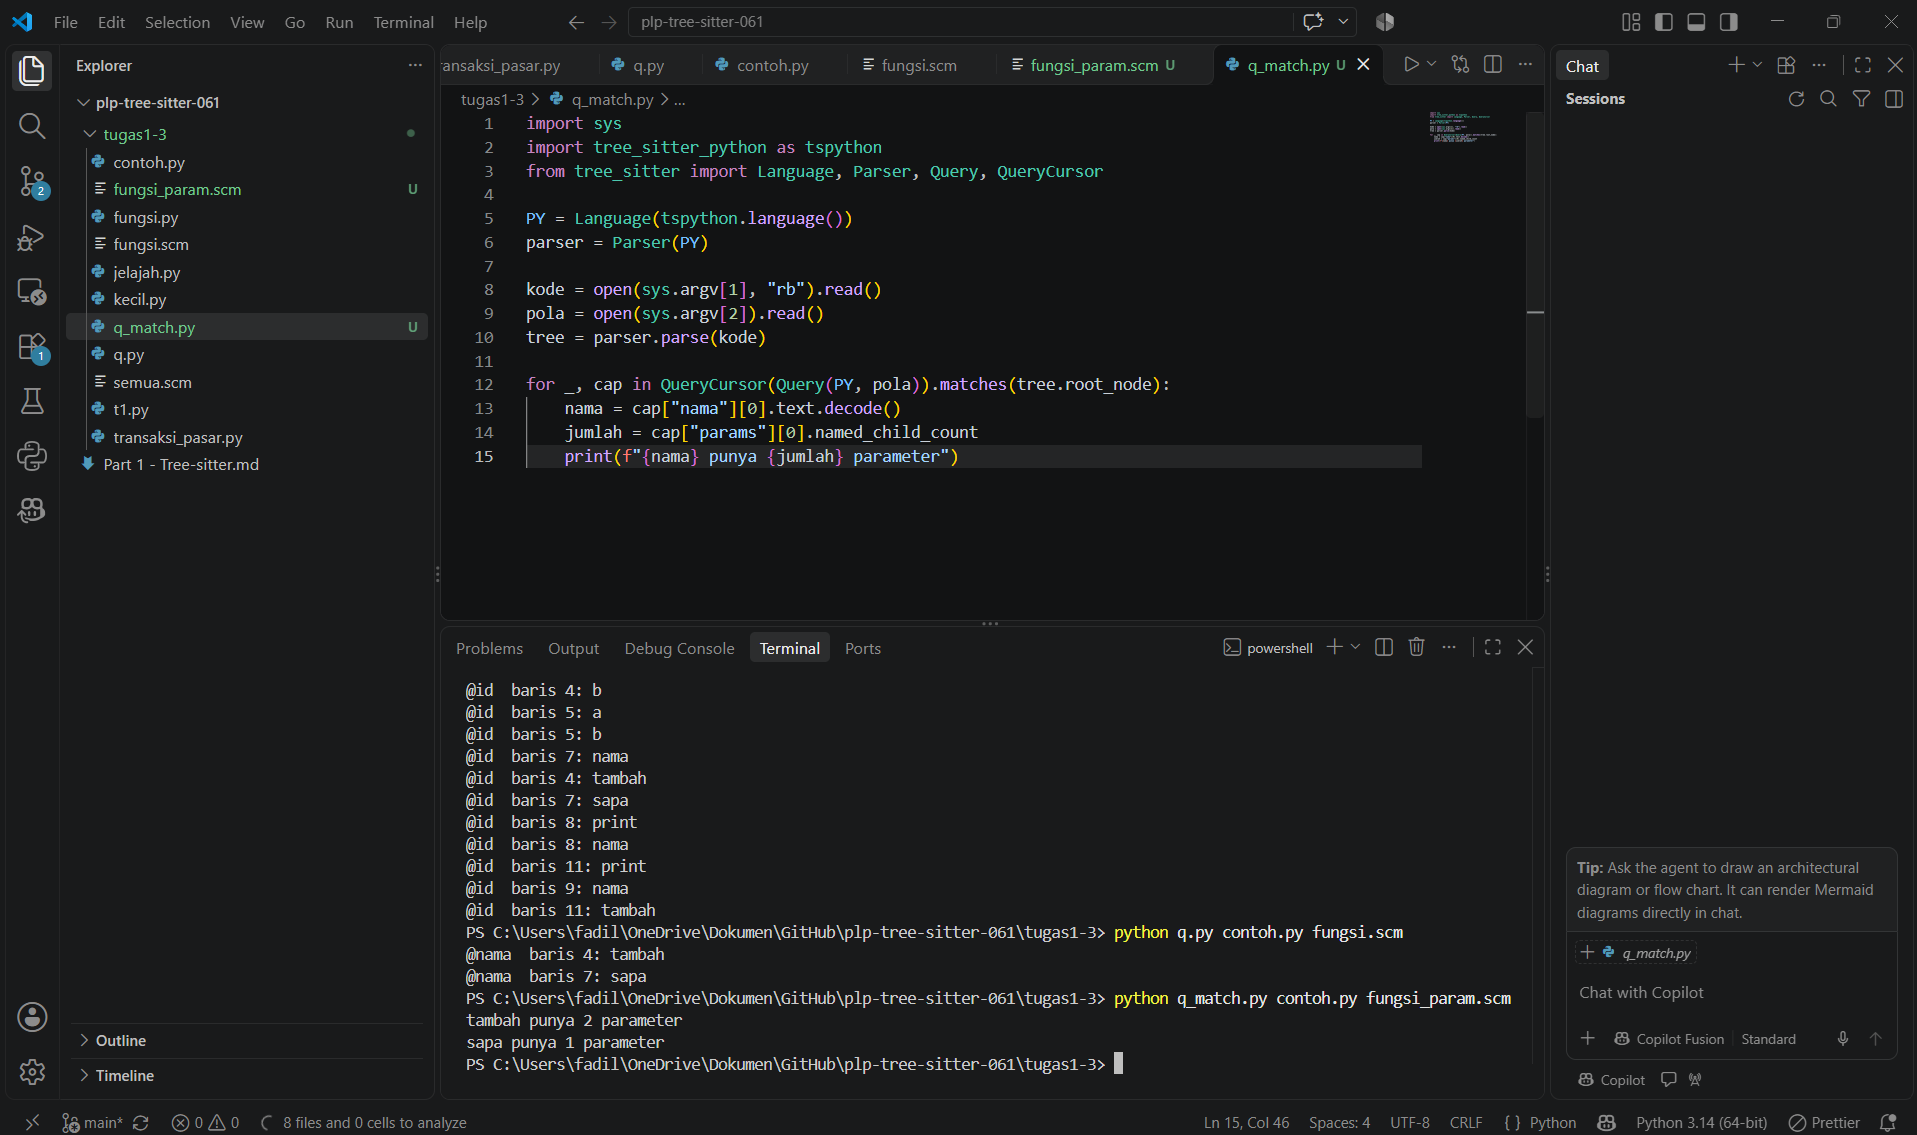 File Edit Selection View Go Run Terminal Help
plp-tree-sitter-061
Explorer
plp-tree-sitter-061
tugas1-3
contoh.py
fungsi_param.scm U
fungsi.py
fungsi.scm
jelajah.py
kecil.py
q_match.py U
q.py
semua.scm
t1.py
transaksi_pasar.py
Part 1 - Tree-sitter.md
Outline
Timeline
2
1
ansaksi_pasar.py q.py contoh.py fungsi.scm fungsi_param.scm U q_match.py U
tugas1-3 > q_match.py > ...
1 import sys
2 import tree_sitter_python as tspython
3 from tree_sitter import Language, Parser, Query, QueryCursor
4
5 PY = Language(tspython.language())
6 parser = Parser(PY)
7
8 kode = open(sys.argv[1], "rb").read()
9 pola = open(sys.argv[2]).read()
10 tree = parser.parse(kode)
11
12 for _, cap in QueryCursor(Query(PY, pola)).matches(tree.root_node):
13     nama = cap["nama"][0].text.decode()
14     jumlah = cap["params"][0].named_child_count
15     print(f"{nama} punya {jumlah} parameter")
Problems Output Debug Console Terminal Ports
powershell
@id  baris 4: b
@id  baris 5: a
@id  baris 5: b
@id  baris 7: nama
@id  baris 4: tambah
@id  baris 7: sapa
@id  baris 8: print
@id  baris 8: nama
@id  baris 11: print
@id  baris 9: nama
@id  baris 11: tambah
PS C:\Users\fadil\OneDrive\Dokumen\GitHub\plp-tree-sitter-061\tugas1-3> python q.py contoh.py fungsi.scm
@nama  baris 4: tambah
@nama  baris 7: sapa
PS C:\Users\fadil\OneDrive\Dokumen\GitHub\plp-tree-sitter-061\tugas1-3> python q_match.py contoh.py fungsi_param.scm
tambah punya 2 parameter
sapa punya 1 parameter
PS C:\Users\fadil\OneDrive\Dokumen\GitHub\plp-tree-sitter-061\tugas1-3>
Chat
Sessions
Tip: Ask the agent to draw an architectural
diagram or flow chart. It can render Mermaid
diagrams directly in chat.
q_match.py
Chat with Copilot
Copilot Fusion Standard
Copilot
main* 0 0 8 files and 0 cells to analyze
Ln 15, Col 46 Spaces: 4 UTF-8 CRLF { } Python Python 3.14 (64-bit) Prettier